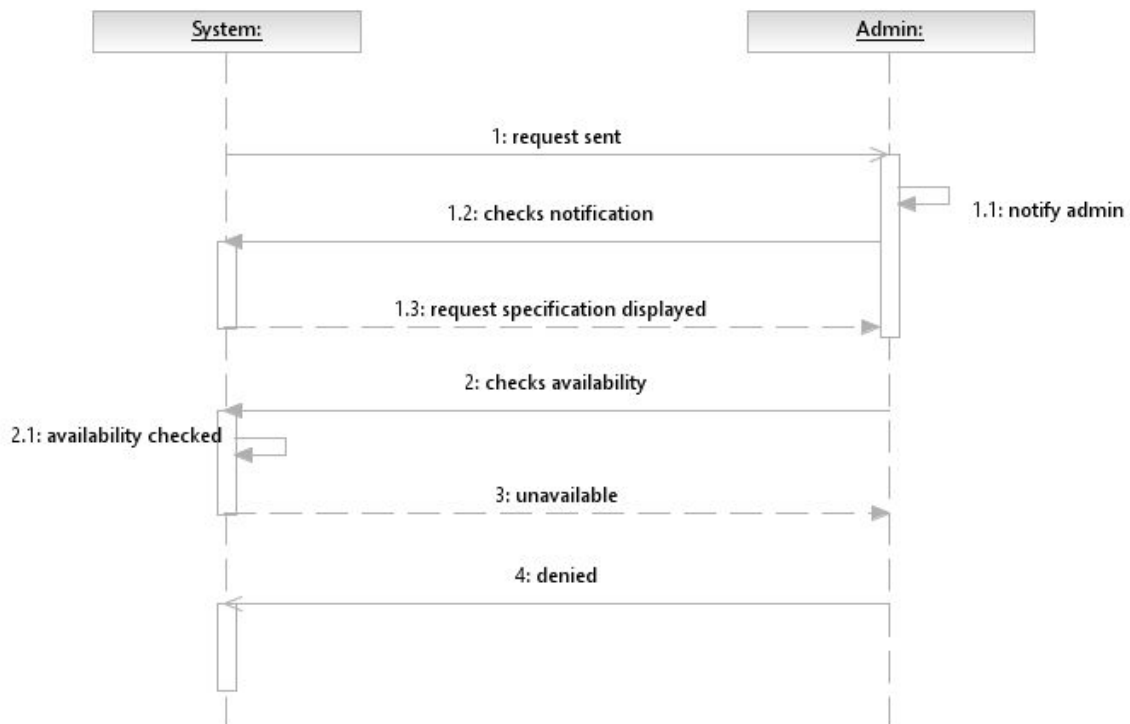 System:
Admin:
1: request sent
1.1: notify admin
1.2: checks notification
1.3: request specification displayed
2: checks availability
2.1: availability checked
3: unavailable
4: denied